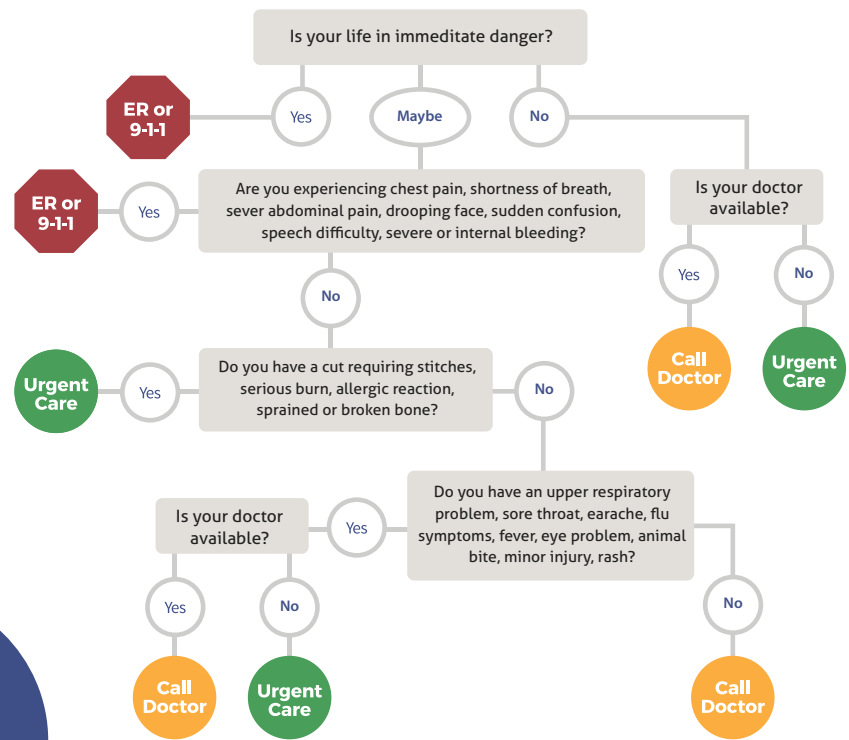 Is your life in immeditate danger?
ER or
9-1-1
Yes
Maybe
No
ER or
9-1-1
Yes
Are you experiencing chest pain, shortness of breath,
sever abdominal pain, drooping face, sudden confusion,
speech difficulty, severe or internal bleeding?
Is your doctor
available?
No
Yes
No
Urgent
Care
Yes
Do you have a cut requiring stitches,
serious burn, allergic reaction,
sprained or broken bone?
No
Call
Doctor
Urgent
Care
Is your doctor
available?
Yes
Do you have an upper respiratory
problem, sore throat, earache, flu
symptoms, fever, eye problem, animal
bite, minor injury, rash?
Yes
No
No
Call
Doctor
Urgent
Care
Call
Doctor